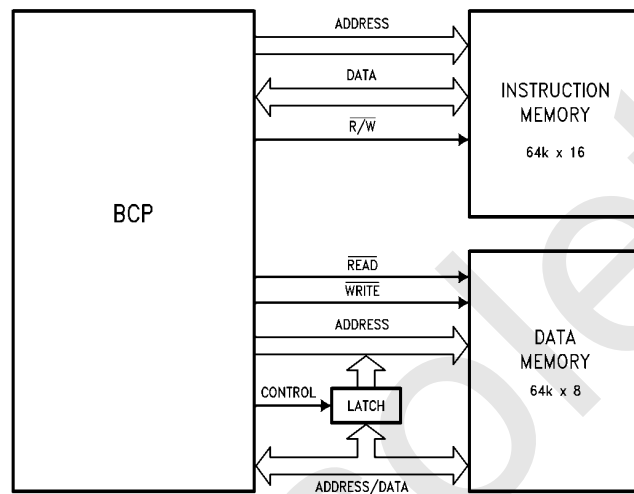 ADDRESS
DATA
R/W
BCP
INSTRUCTION
MEMORY
64k x 16
READ
WRITE
ADDRESS
CONTROL
LATCH
ADDRESS/DATA
DATA
MEMORY
64k x 8